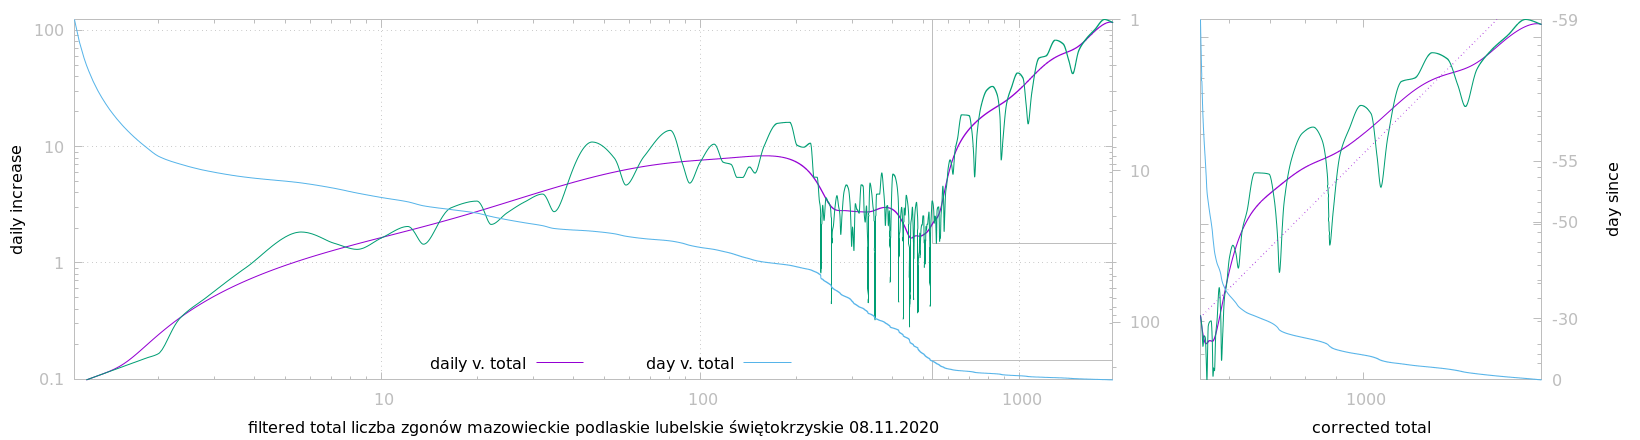 100
10
1
0.1
daily increase
1
10
100
daily v. total
day v. total
10
100
1000
filtered total liczba zgonów mazowieckie podlaskie lubelskie świętokrzyskie 08.11.2020
-59
-55
-50
-30
0
day since
1000
corrected total